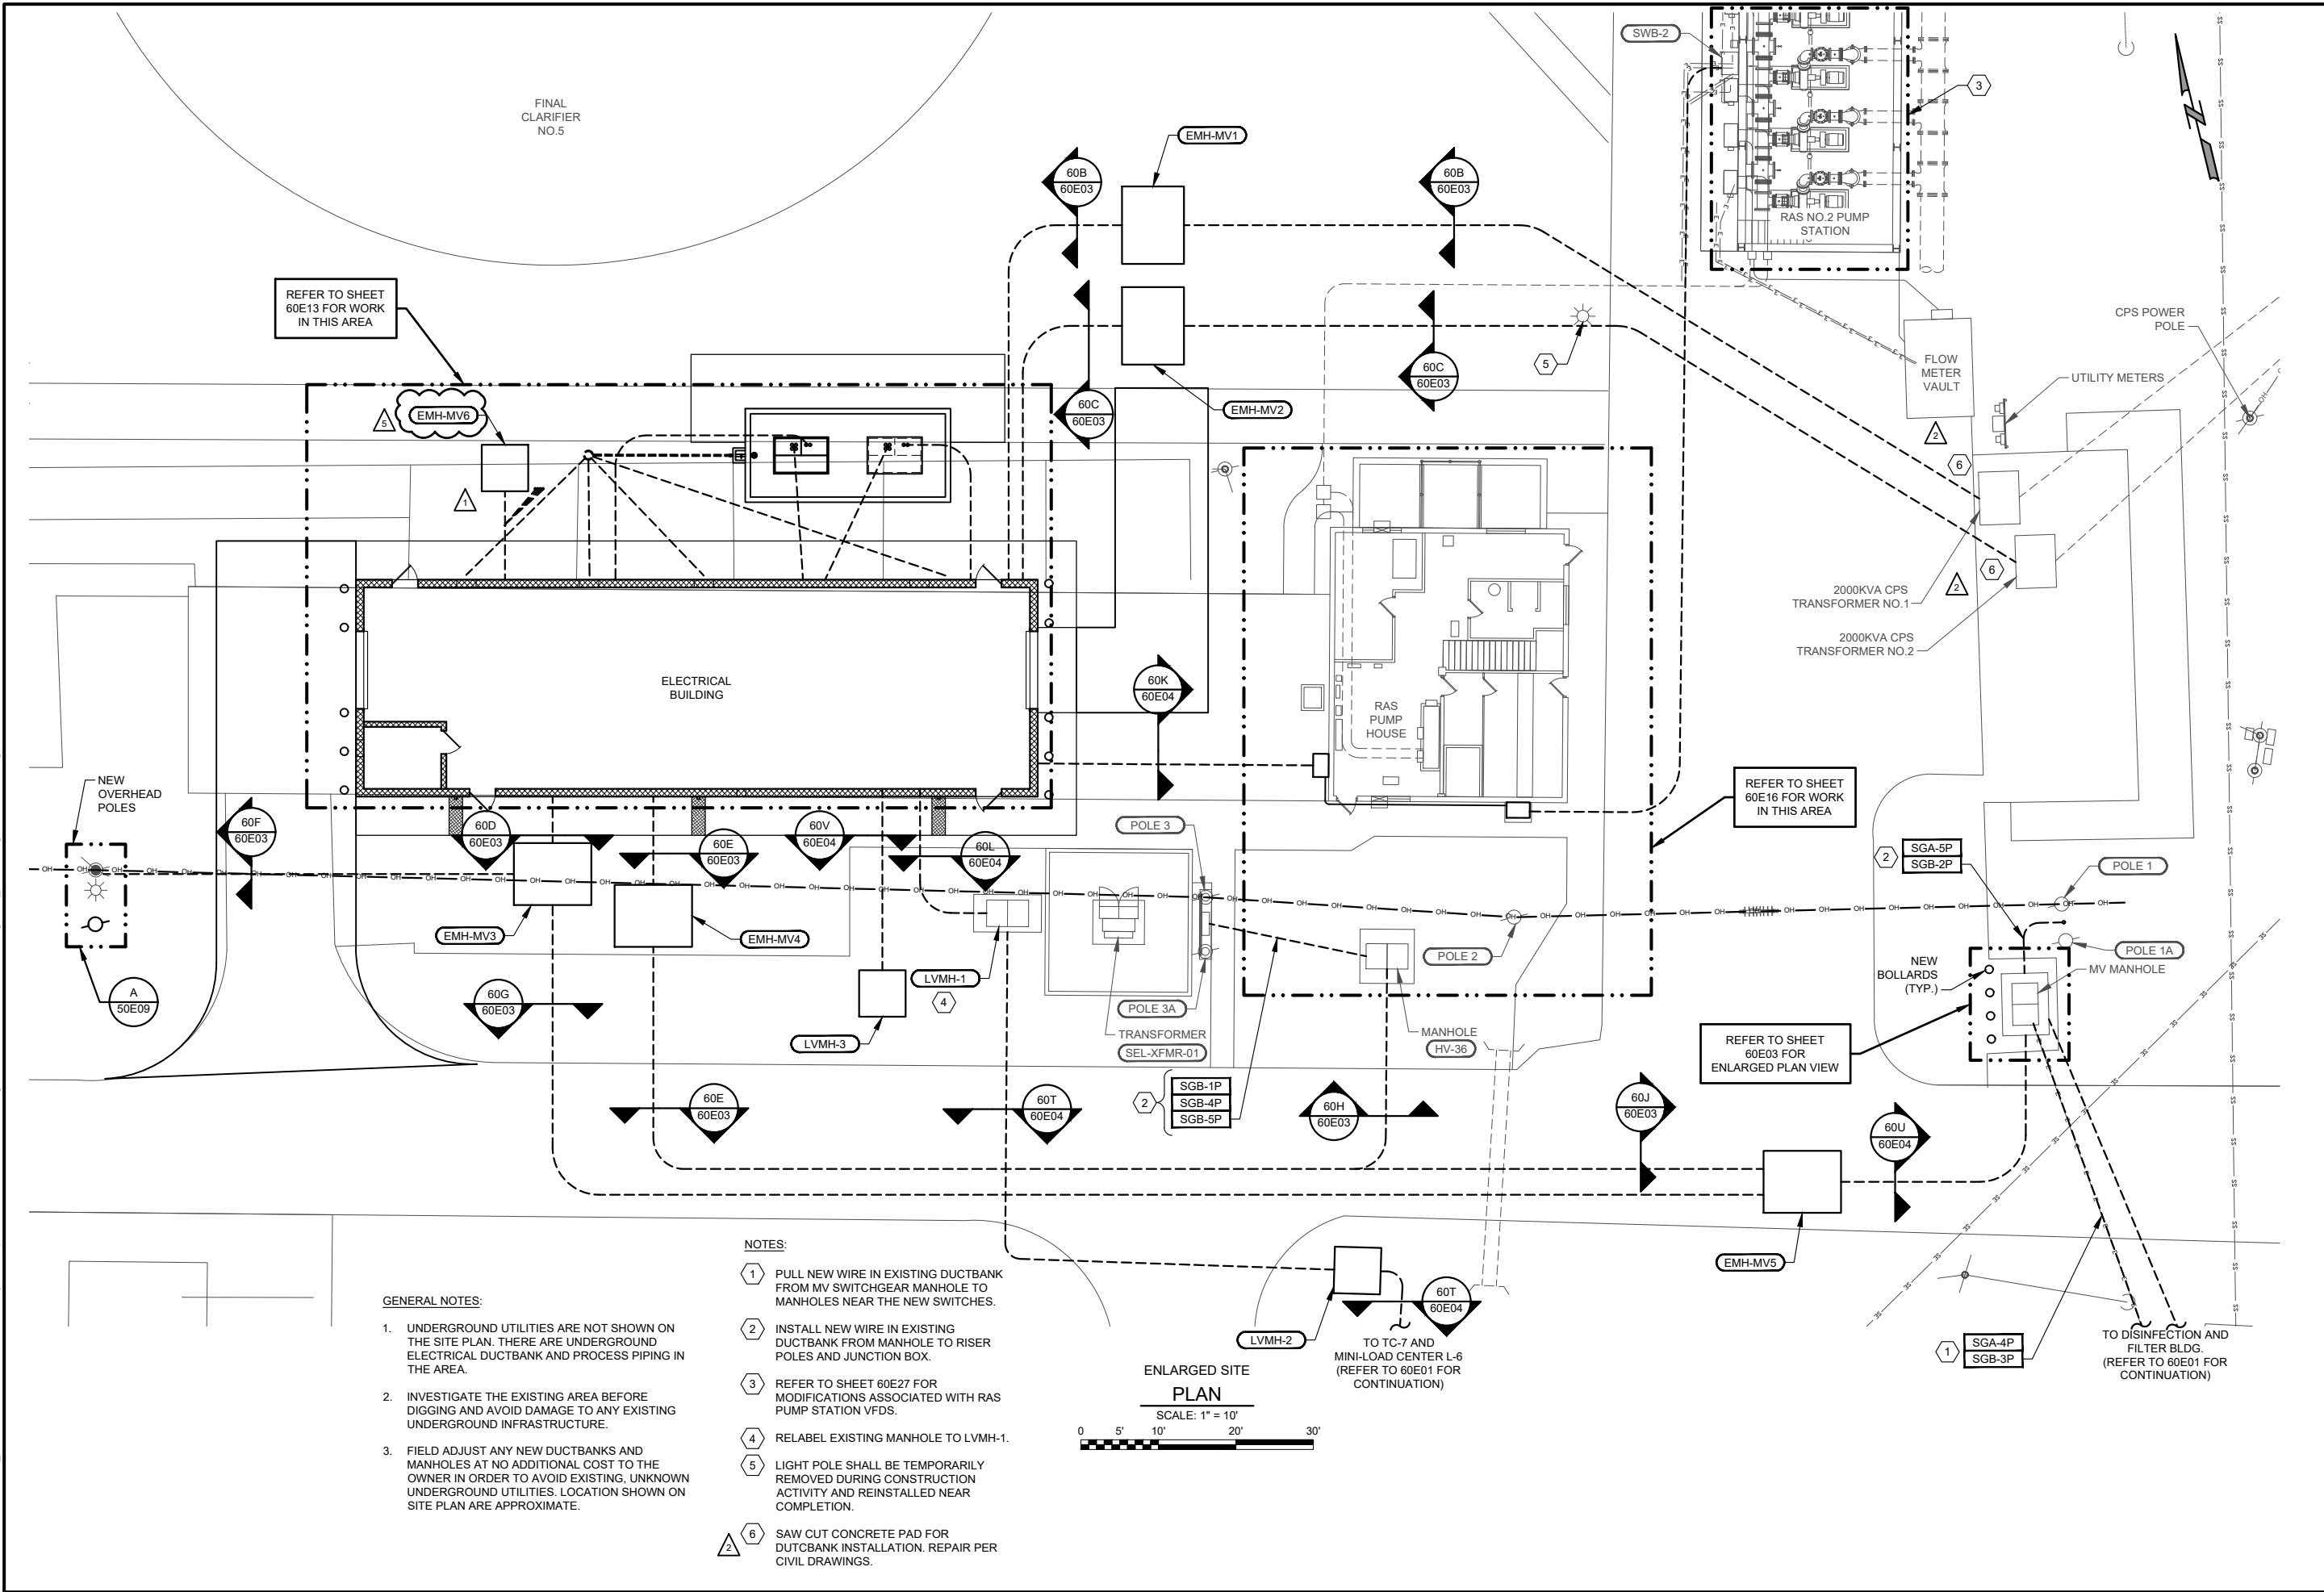 FINAL
CLARIFIER
NO.5
SWB-2
3
EMH-MV1
60B
60E03
60B
60E03
RAS NO.2 PUMP
STATION
N
REFER TO SHEET
60E13 FOR WORK
IN THIS AREA
CPS POWER
POLE
FLOW
METER
VAULT
UTILITY METERS
5
60C
60E03
60C
60E03
EMH-MV2
EMH-MV6
5
1
2
6
6
2
2000KVA CPS
TRANSFORMER NO.1
2000KVA CPS
TRANSFORMER NO.2
ELECTRICAL
BUILDING
60K
60E04
RAS
PUMP
HOUSE
REFER TO SHEET
60E16 FOR WORK
IN THIS AREA
NEW
OVERHEAD
POLES
60F
60E03
60D
60E03
60E
60E03
60V
60E04
60L
60E04
POLE 3
2
SGA-5P
SGB-2P
POLE 1
OH
EMH-MV3
EMH-MV4
LVMH-1
4
POLE 2
POLE 1A
MV MANHOLE
NEW
BOLLARDS
(TYP.)
A
50E09
60G
60E03
LVMH-3
POLE 3A
TRANSFORMER
SEL-XFMR-01
MANHOLE
HV-36
REFER TO SHEET
60E03 FOR
ENLARGED PLAN VIEW
60E
60E03
60T
60E04
2
SGB-1P
SGB-4P
SGB-5P
60H
60E03
60J
60E03
60U
60E04
EMH-MV5
LVMH-2
60T
60E04
TO TC-7 AND
MINI-LOAD CENTER L-6
(REFER TO 60E01 FOR
CONTINUATION)
1
SGA-4P
SGB-3P
TO DISINFECTION AND
FILTER BLDG.
(REFER TO 60E01 FOR
CONTINUATION)
GENERAL NOTES:
1. UNDERGROUND UTILITIES ARE NOT SHOWN ON
THE SITE PLAN. THERE ARE UNDERGROUND
ELECTRICAL DUCTBANK AND PROCESS PIPING IN
THE AREA.
2. INVESTIGATE THE EXISTING AREA BEFORE
DIGGING AND AVOID DAMAGE TO ANY EXISTING
UNDERGROUND INFRASTRUCTURE.
3. FIELD ADJUST ANY NEW DUCTBANKS AND
MANHOLES AT NO ADDITIONAL COST TO THE
OWNER IN ORDER TO AVOID EXISTING, UNKNOWN
UNDERGROUND UTILITIES. LOCATION SHOWN ON
SITE PLAN ARE APPROXIMATE.
NOTES:
1 PULL NEW WIRE IN EXISTING DUCTBANK
FROM MV SWITCHGEAR MANHOLE TO
MANHOLES NEAR THE NEW SWITCHES.
2 INSTALL NEW WIRE IN EXISTING
DUCTBANK FROM MANHOLE TO RISER
POLES AND JUNCTION BOX.
3 REFER TO SHEET 60E27 FOR
MODIFICATIONS ASSOCIATED WITH RAS
PUMP STATION VFDS.
4 RELABEL EXISTING MANHOLE TO LVMH-1.
5 LIGHT POLE SHALL BE TEMPORARILY
REMOVED DURING CONSTRUCTION
ACTIVITY AND REINSTALLED NEAR
COMPLETION.
2
6 SAW CUT CONCRETE PAD FOR
DUTCBANK INSTALLATION. REPAIR PER
CIVIL DRAWINGS.
ENLARGED SITE
PLAN
SCALE: 1" = 10'
0 5' 10' 20' 30'